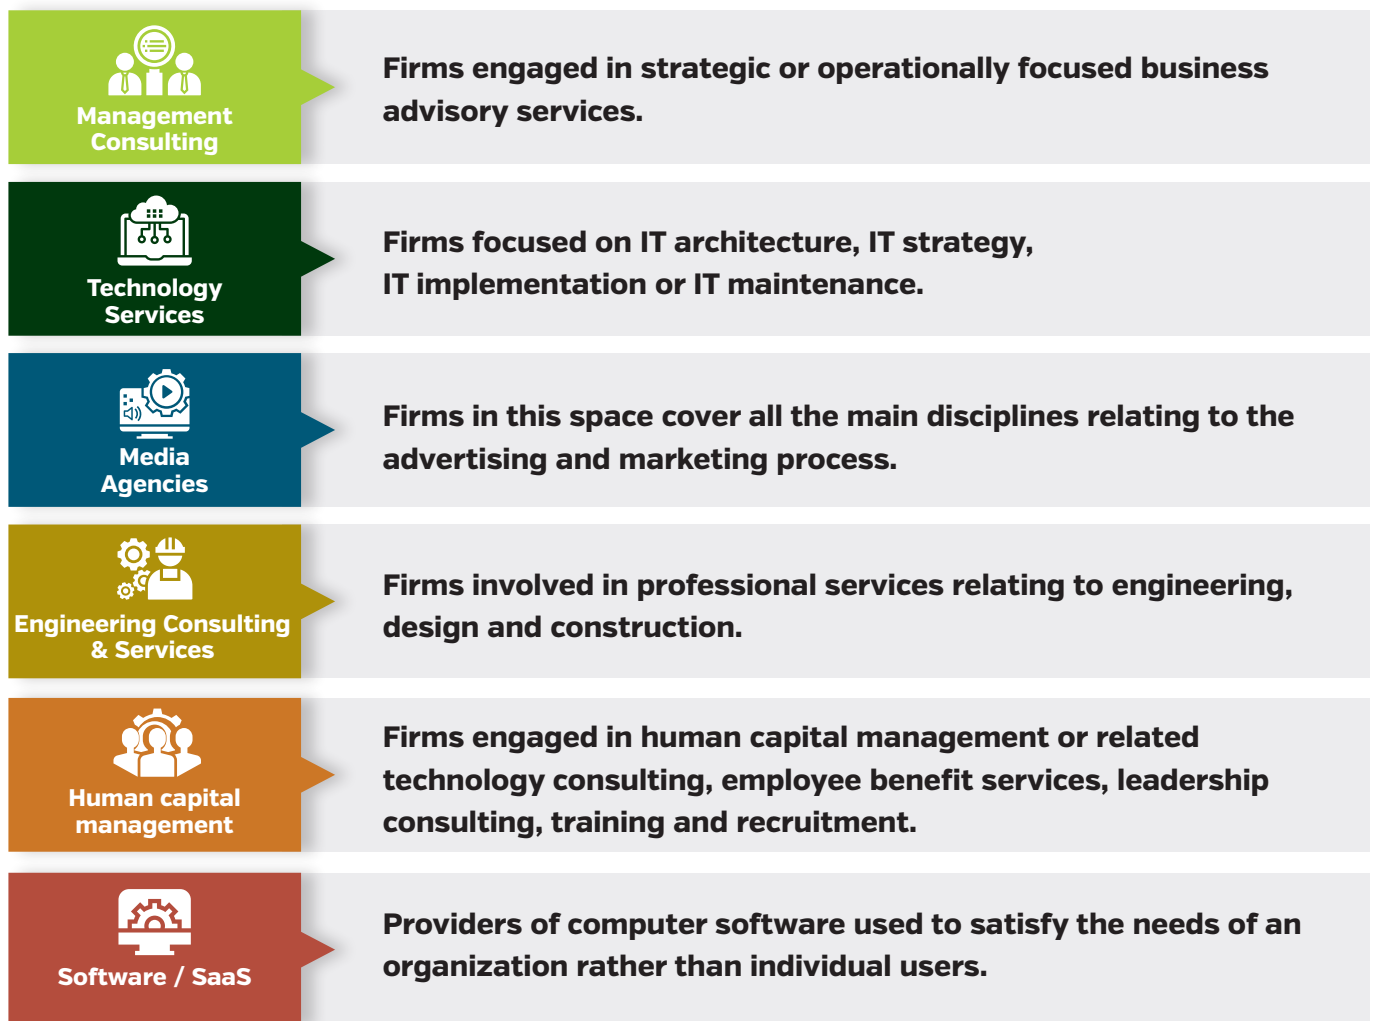 Management
Consulting
Firms engaged in strategic or operationally focused business
advisory services.
Technology
Services
Firms focused on IT architecture, IT strategy,
IT implementation or IT maintenance.
Media
Agencies
Firms in this space cover all the main disciplines relating to the
advertising and marketing process.
Engineering Consulting
& Services
Firms involved in professional services relating to engineering,
design and construction.
Human capital
management
Firms engaged in human capital management or related
technology consulting, employee benefit services, leadership
consulting, training and recruitment.
Software / SaaS
Providers of computer software used to satisfy the needs of an
organization rather than individual users.